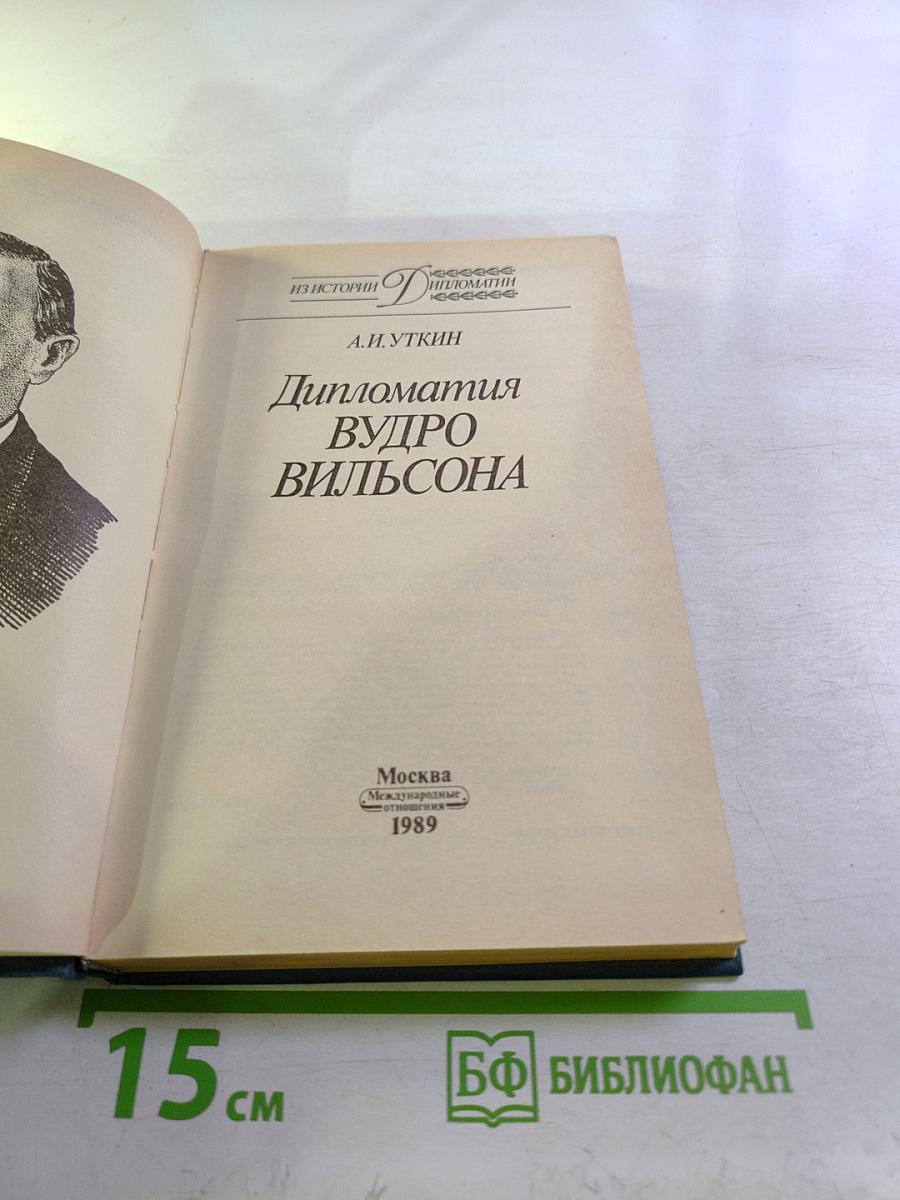 ИЗ ИСТОРИИ ДИПЛОМАТИИ
А.И. УТКИН
Дипломатия
ВУДРО
ВИЛЬСОНА
Москва
Международные
отношения
1989
15 см
БФ БИБЛИОФАН